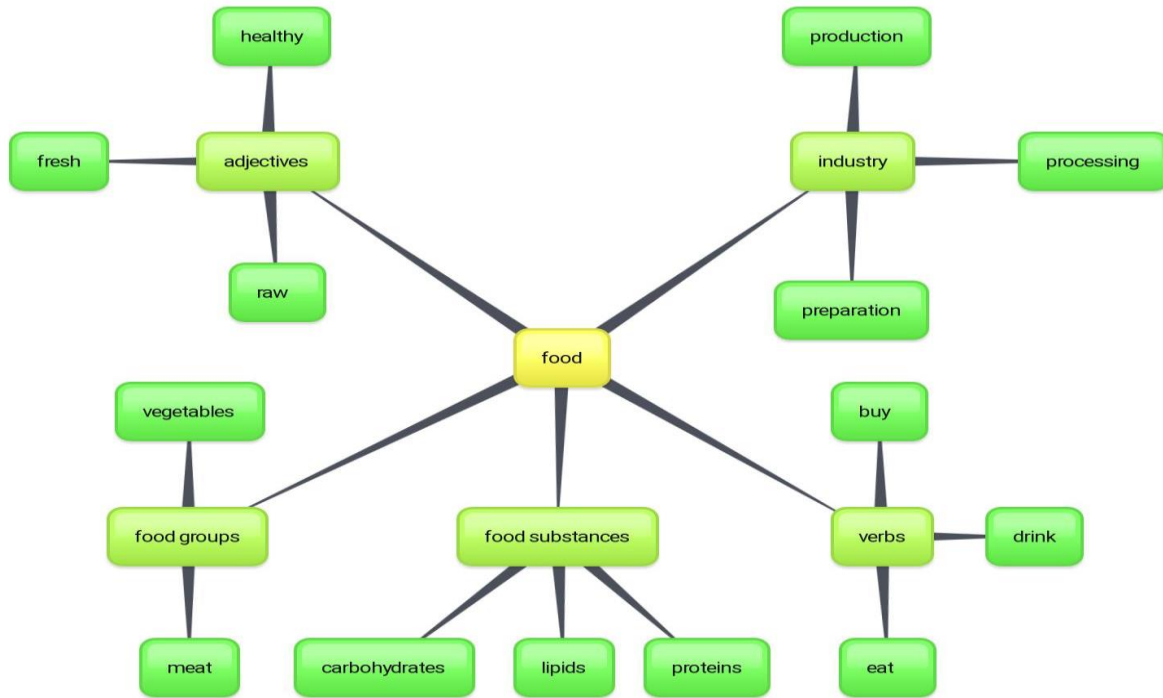 healthy
production
fresh
adjectives
industry
processing
raw
preparation
food
vegetables
buy
food groups
food substances
verbs
drink
meat
carbohydrates
lipids
proteins
eat